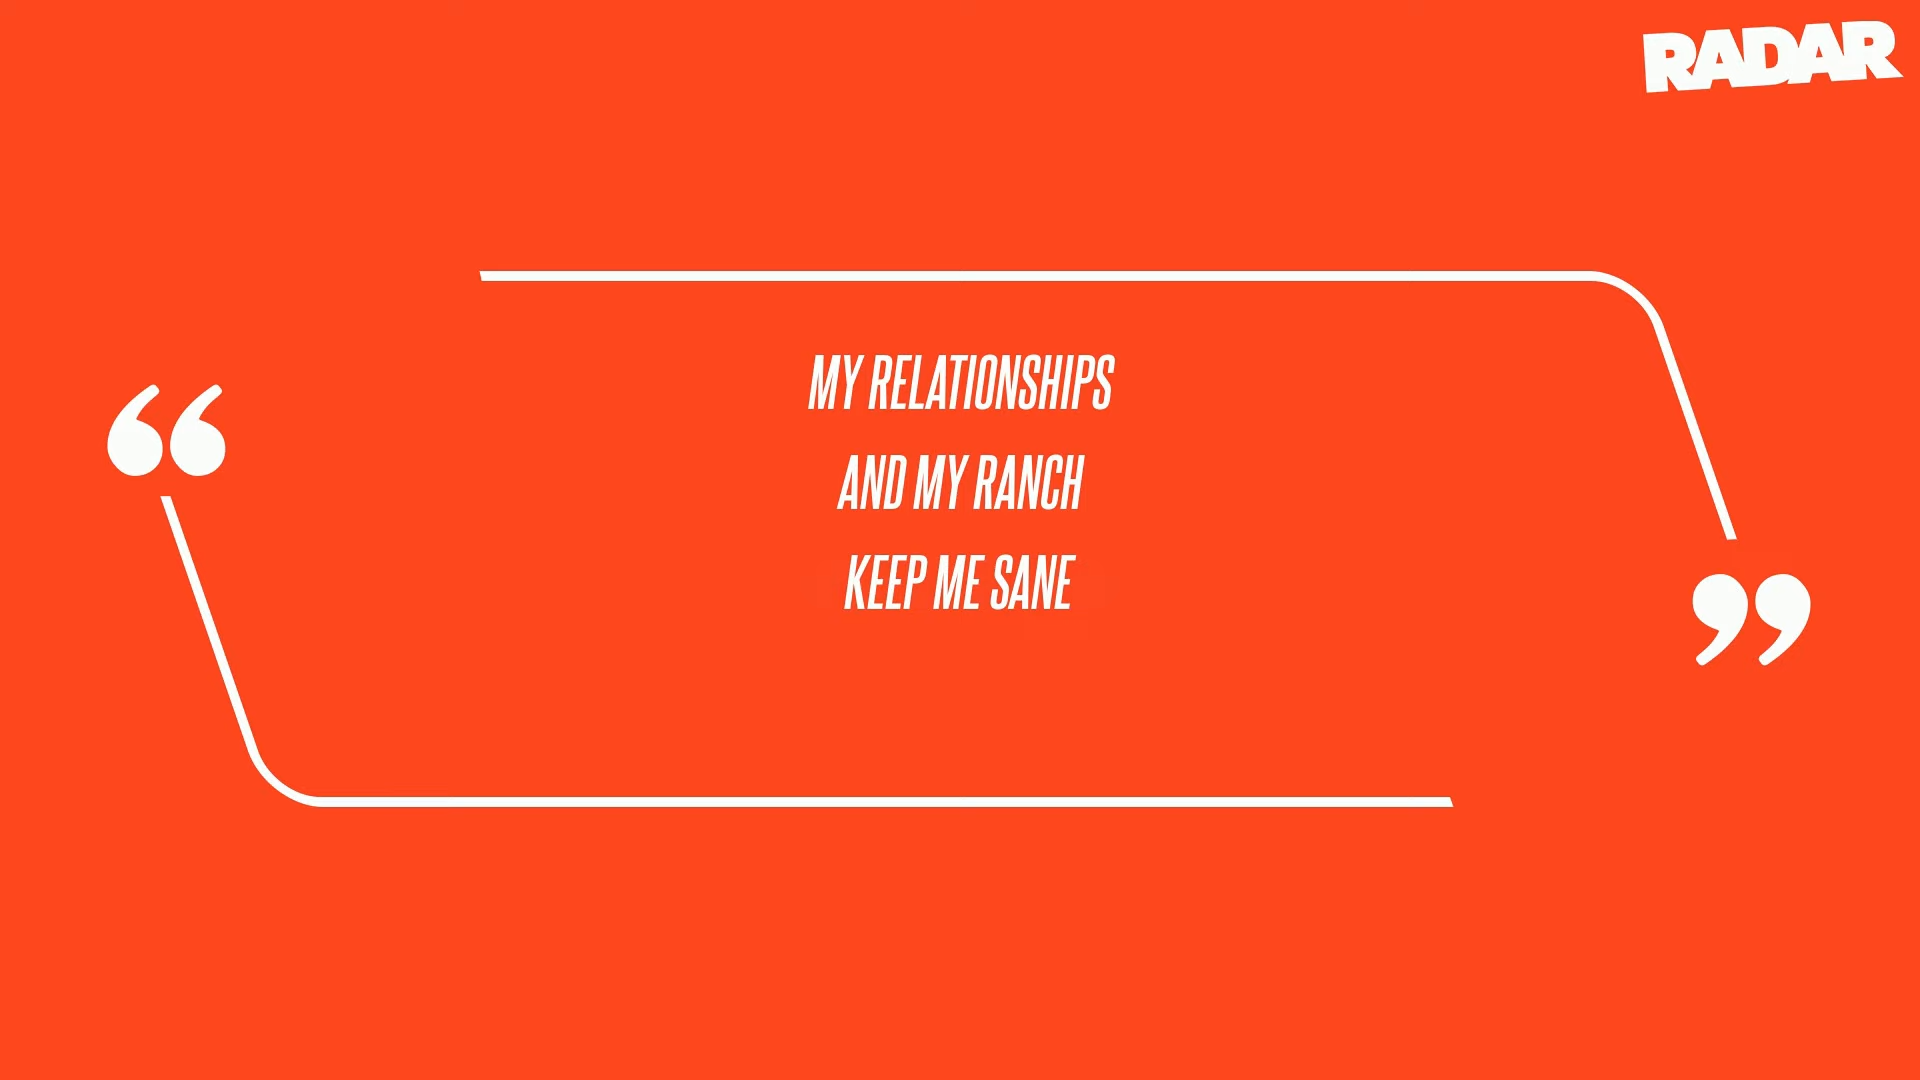 RADAR
“
MY RELATIONSHIPS
AND MY RANCH
KEEP ME SANE
”